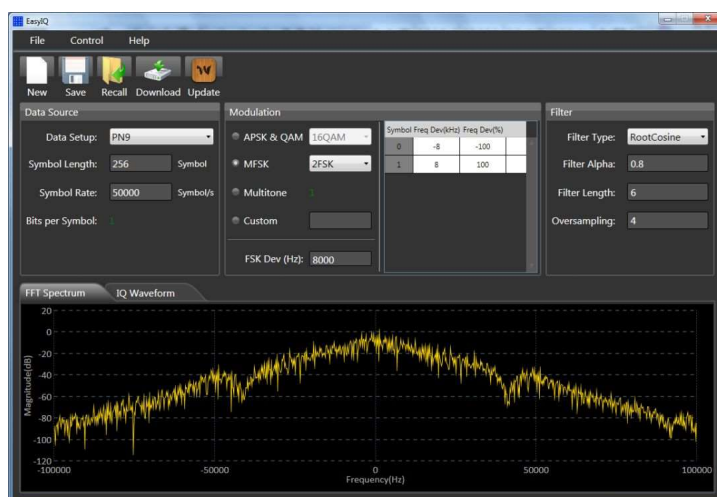 EasyIQ
File Control Help
New Save Recall Download Update
Data Source
Data Setup: PN9
Symbol Length: 256 Symbol
Symbol Rate: 50000 Symbol/s
Bits per Symbol: 1
Modulation
APSK & QAM 16QAM
MFSK 2FSK
Multitone
Custom
FSK Dev (Hz): 8000
Symbol Freq Dev(kHz) Freq Dev(%)
0 -8 -100
1 8 100
Filter
Filter Type: RootCosine
Filter Alpha: 0.8
Filter Length: 6
Oversampling: 4
FFT Spectrum IQ Waveform
Magnitude(dB)
20
0
-20
-40
-60
-80
-100
-120
-100000 -50000 0 50000 100000
Frequency(Hz)